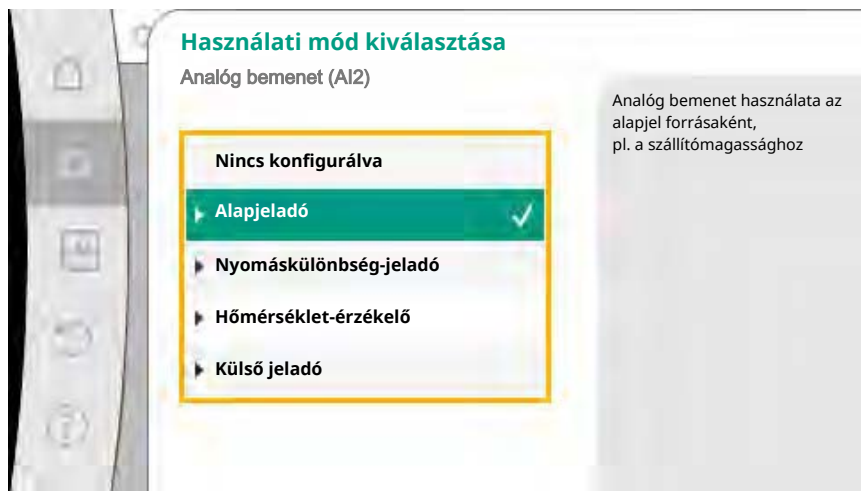 Használati mód kiválasztása
Analóg bemenet (AI2)
Nincs konfigurálva
Alapjeladó
Nyomáskülönbség-jeladó
Hőmérséklet-érzékelő
Külső jeladó
Analóg bemenet használata az
alapjel forrásaként,
pl. a szállítómagassághoz